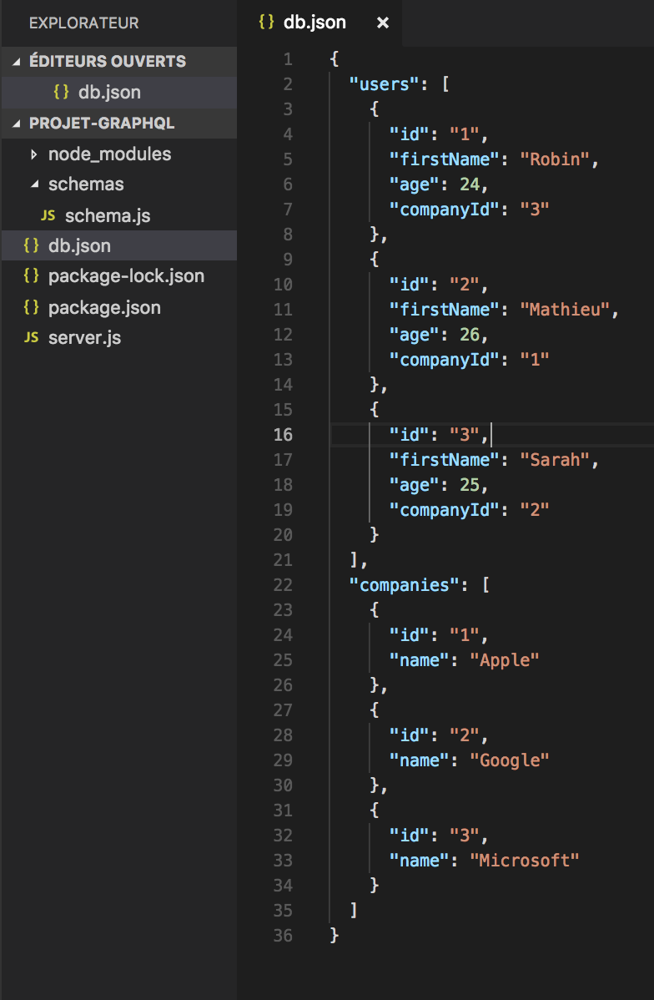 EXPLORATEUR
ÉDITEURS OUVERTS
{} db.json
PROJET-GRAPHQL
node_modules
schemas
JS schema.js
{} db.json
{} package-lock.json
{} package.json
JS server.js
{} db.json ×
1 {
2 "users": [
3 {
4 "id": "1",
5 "firstName": "Robin",
6 "age": 24,
7 "companyId": "3"
8 },
9 {
10 "id": "2",
11 "firstName": "Mathieu",
12 "age": 26,
13 "companyId": "1"
14 },
15 {
16 "id": "3",
17 "firstName": "Sarah",
18 "age": 25,
19 "companyId": "2"
20 }
21 ],
22 "companies": [
23 {
24 "id": "1",
25 "name": "Apple"
26 },
27 {
28 "id": "2",
29 "name": "Google"
30 },
31 {
32 "id": "3",
33 "name": "Microsoft"
34 }
35 ]
36 }